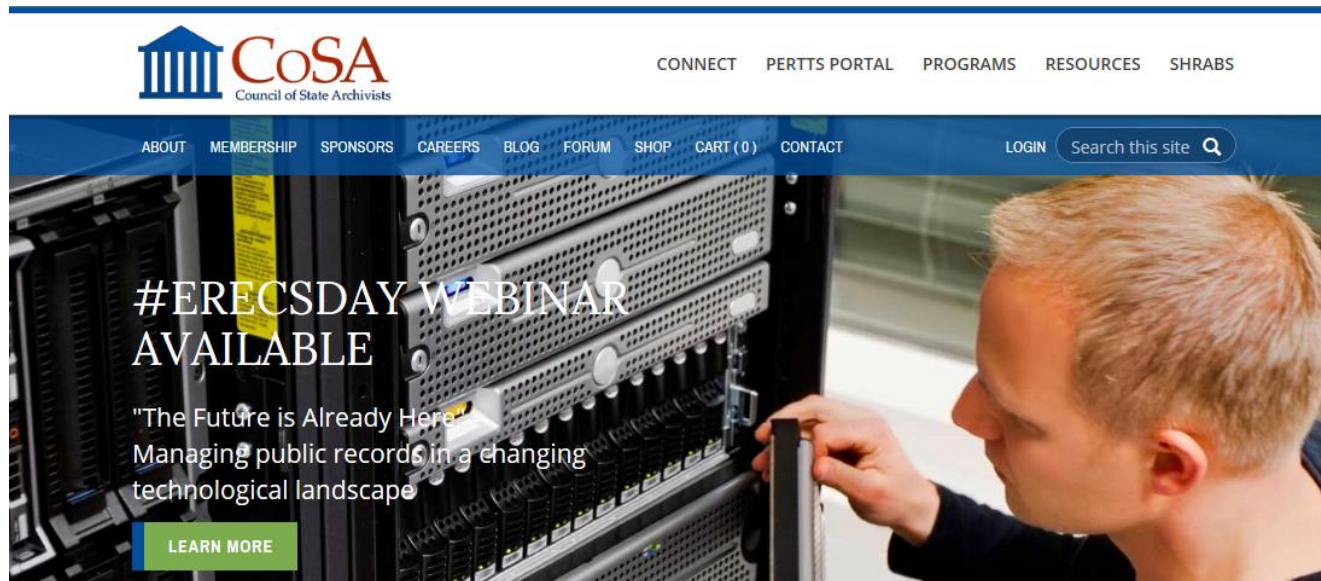 CoSA
Council of State Archivists
CONNECT PERTTS PORTAL PROGRAMS RESOURCES SHRABS
ABOUT MEMBERSHIP SPONSORS CAREERS BLOG FORUM SHOP CART ( 0 ) CONTACT LOGIN Search this site
#ERECSDAY WEBINAR
AVAILABLE
"The Future is Already Here"
Managing public records in a changing
technological landscape
LEARN MORE